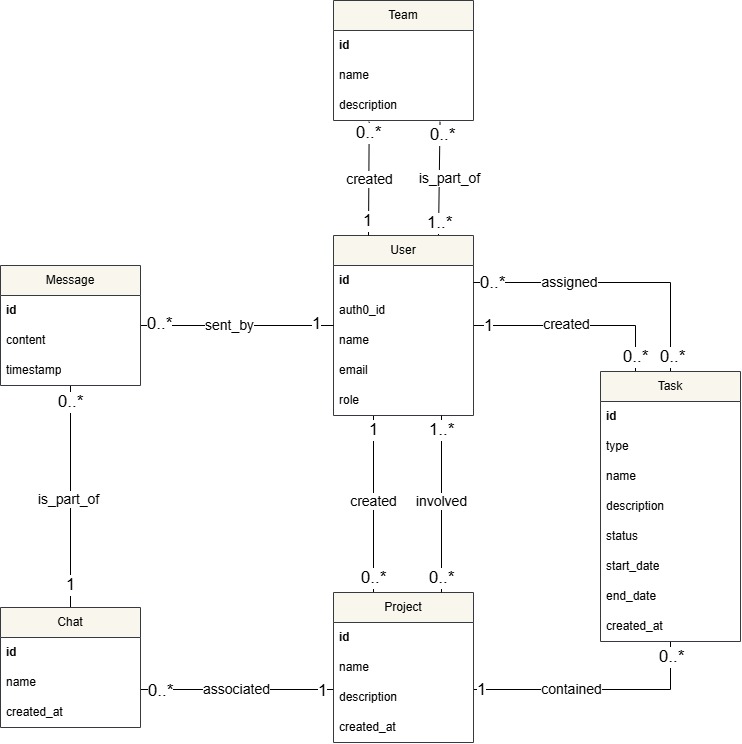 Team
id
name
description
0..*
0..*
created
is_part_of
1
1..*
User
id
auth0_id
name
email
role
0..*
assigned
1
created
0..*
0..*
Message
id
content
timestamp
0..*
sent_by
1
Task
id
type
name
description
status
start_date
end_date
created_at
0..*
is_part_of
1
1
1..*
created
involved
0..*
0..*
Chat
id
name
created_at
0..*
associated
1
Project
id
name
description
created_at
1
contained
0..*